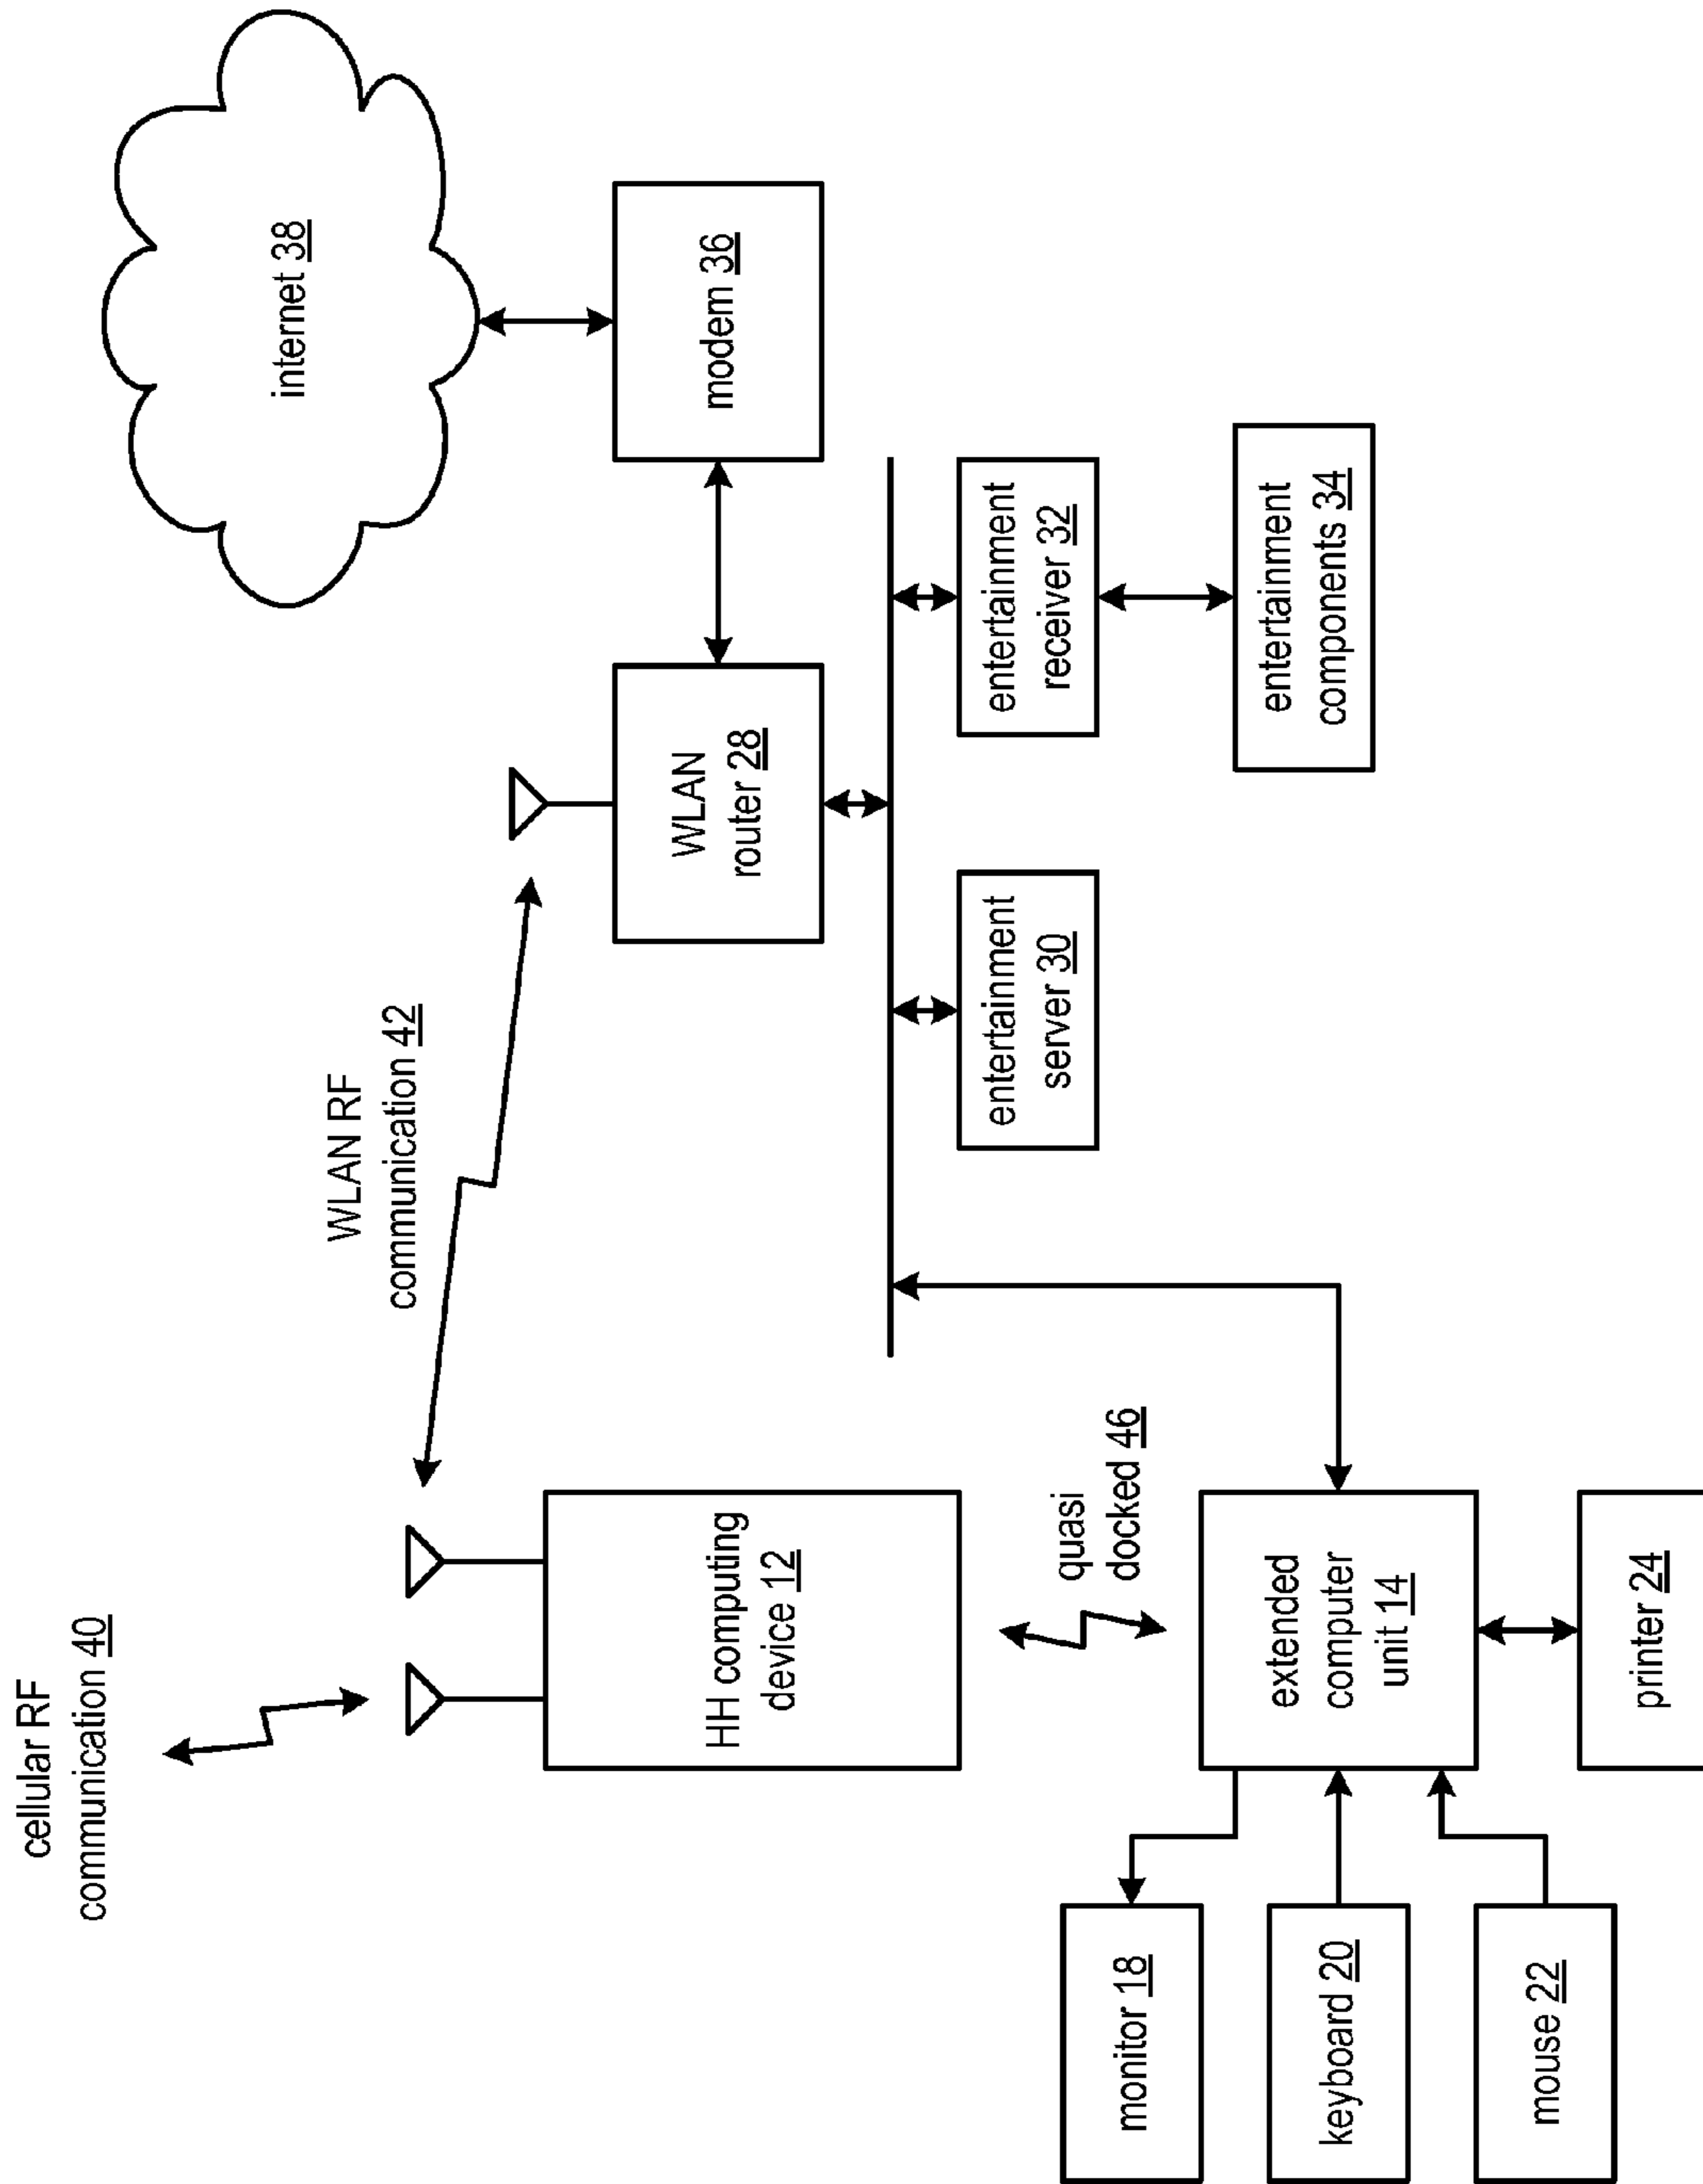 cellular RF
communication 40
WLAN RF
communication 42
internet 38
HH computing
device 12
WLAN
router 28
modem 36
quasi
docked 46
entertainment
server 30
entertainment
receiver 32
monitor 18
keyboard 20
mouse 22
extended
computer
unit 14
entertainment
components 34
printer 24